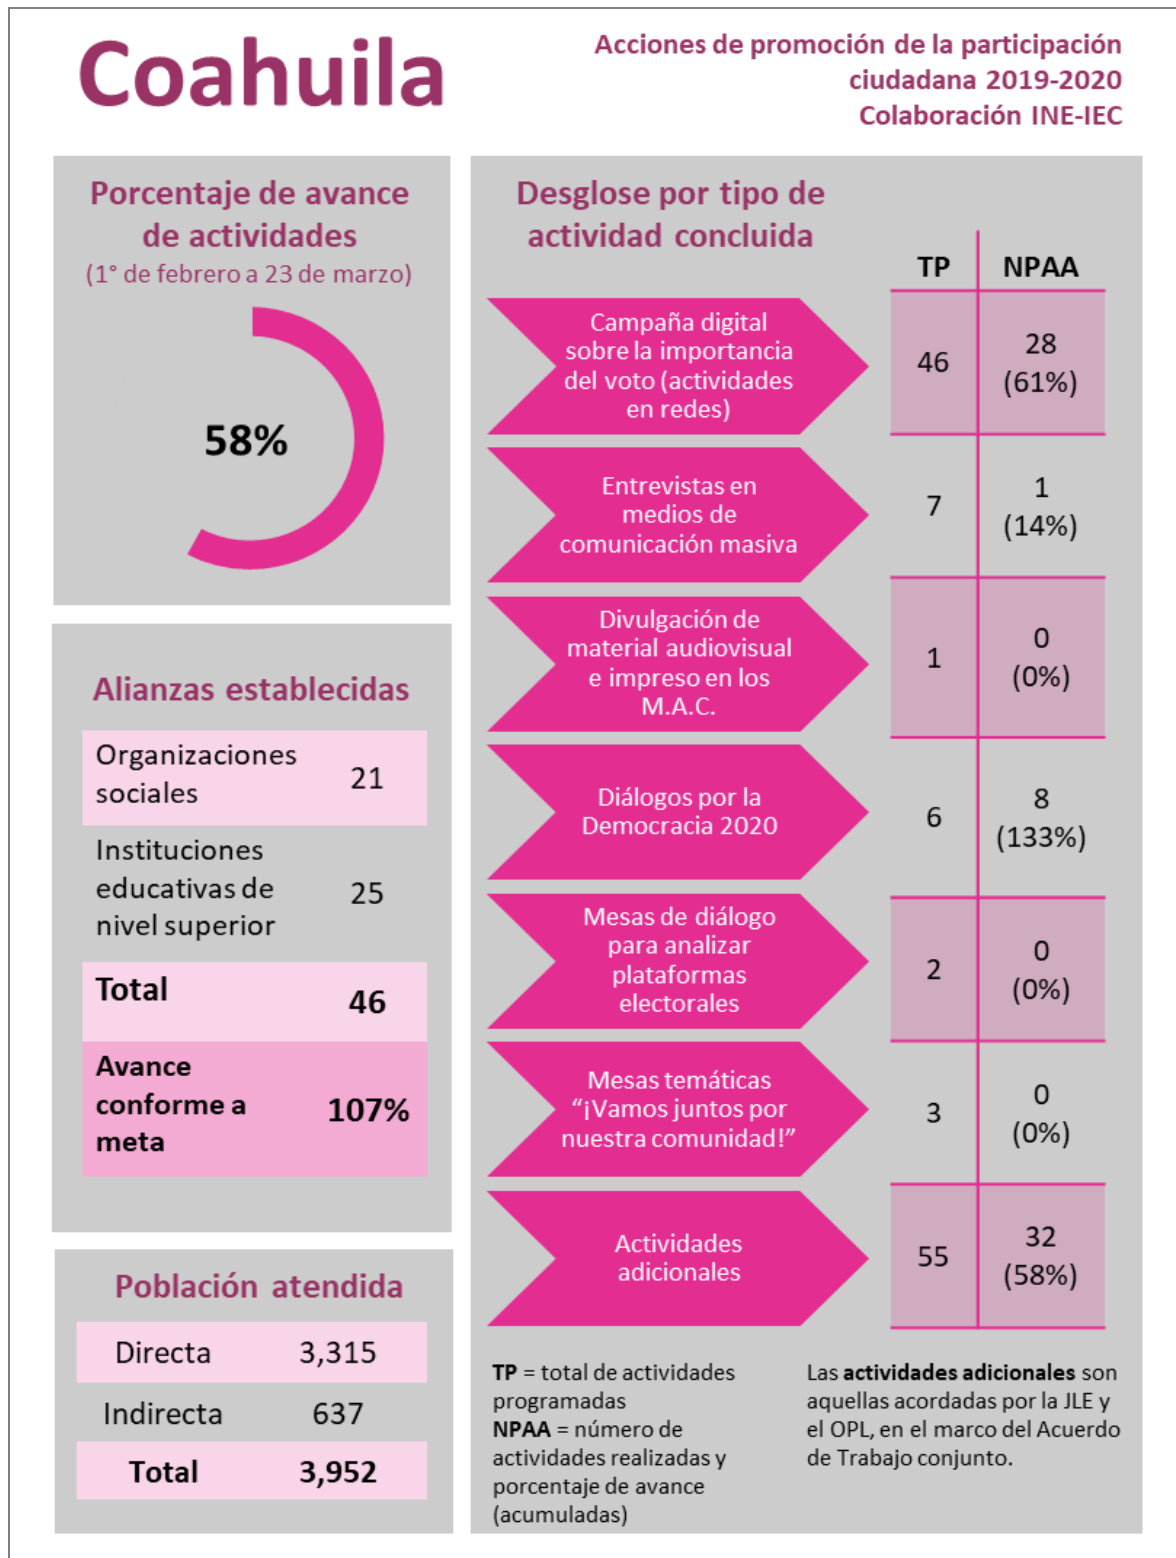 Coahuila
Acciones de promoción de la participación
ciudadana 2019-2020
Colaboración INE-IEC
Porcentaje de avance
de actividades
(1° de febrero a 23 de marzo)
58%
Alianzas establecidas
Organizaciones
sociales
21
Instituciones
educativas de
nivel superior
25
Total
46
Avance
conforme a
meta
107%
Población atendida
Directa 3,315
Indirecta 637
Total 3,952
Desglose por tipo de
actividad concluida
TP NPAA
Campaña digital
sobre la importancia
del voto (actividades
en redes)
46
28
(61%)
Entrevistas en
medios de
comunicación masiva
7
1
(14%)
Divulgación de
material audiovisual
e impreso en los
M.A.C.
1
0
(0%)
Diálogos por la
Democracia 2020
6
8
(133%)
Mesas de diálogo
para analizar
plataformas
electorales
2
0
(0%)
Mesas temáticas
“¡Vamos juntos por
nuestra comunidad!”
3
0
(0%)
Actividades
adicionales
55
32
(58%)
TP = total de actividades
programadas
NPAA = número de
actividades realizadas y
porcentaje de avance
(acumuladas)
Las actividades adicionales son
aquellas acordadas por la JLE y
el OPL, en el marco del Acuerdo
de Trabajo conjunto.